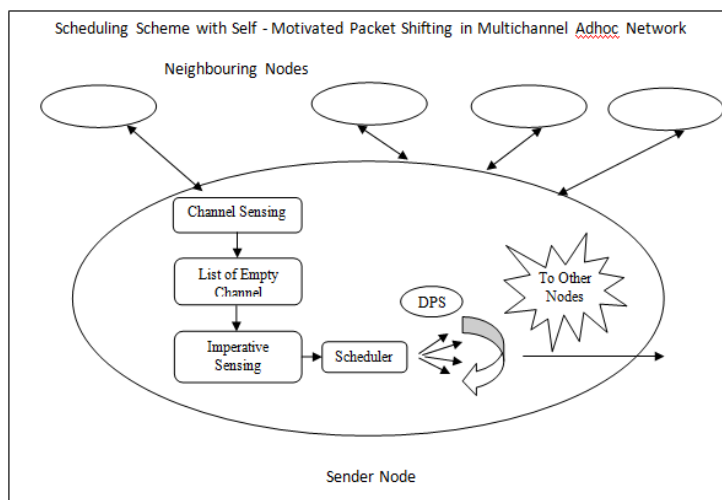 Scheduling Scheme with Self - Motivated Packet Shifting in Multichannel Adhoc Network
Neighbouring Nodes
Channel Sensing
List of Empty
Channel
Imperative
Sensing
Scheduler
DPS
To Other
Nodes
Sender Node